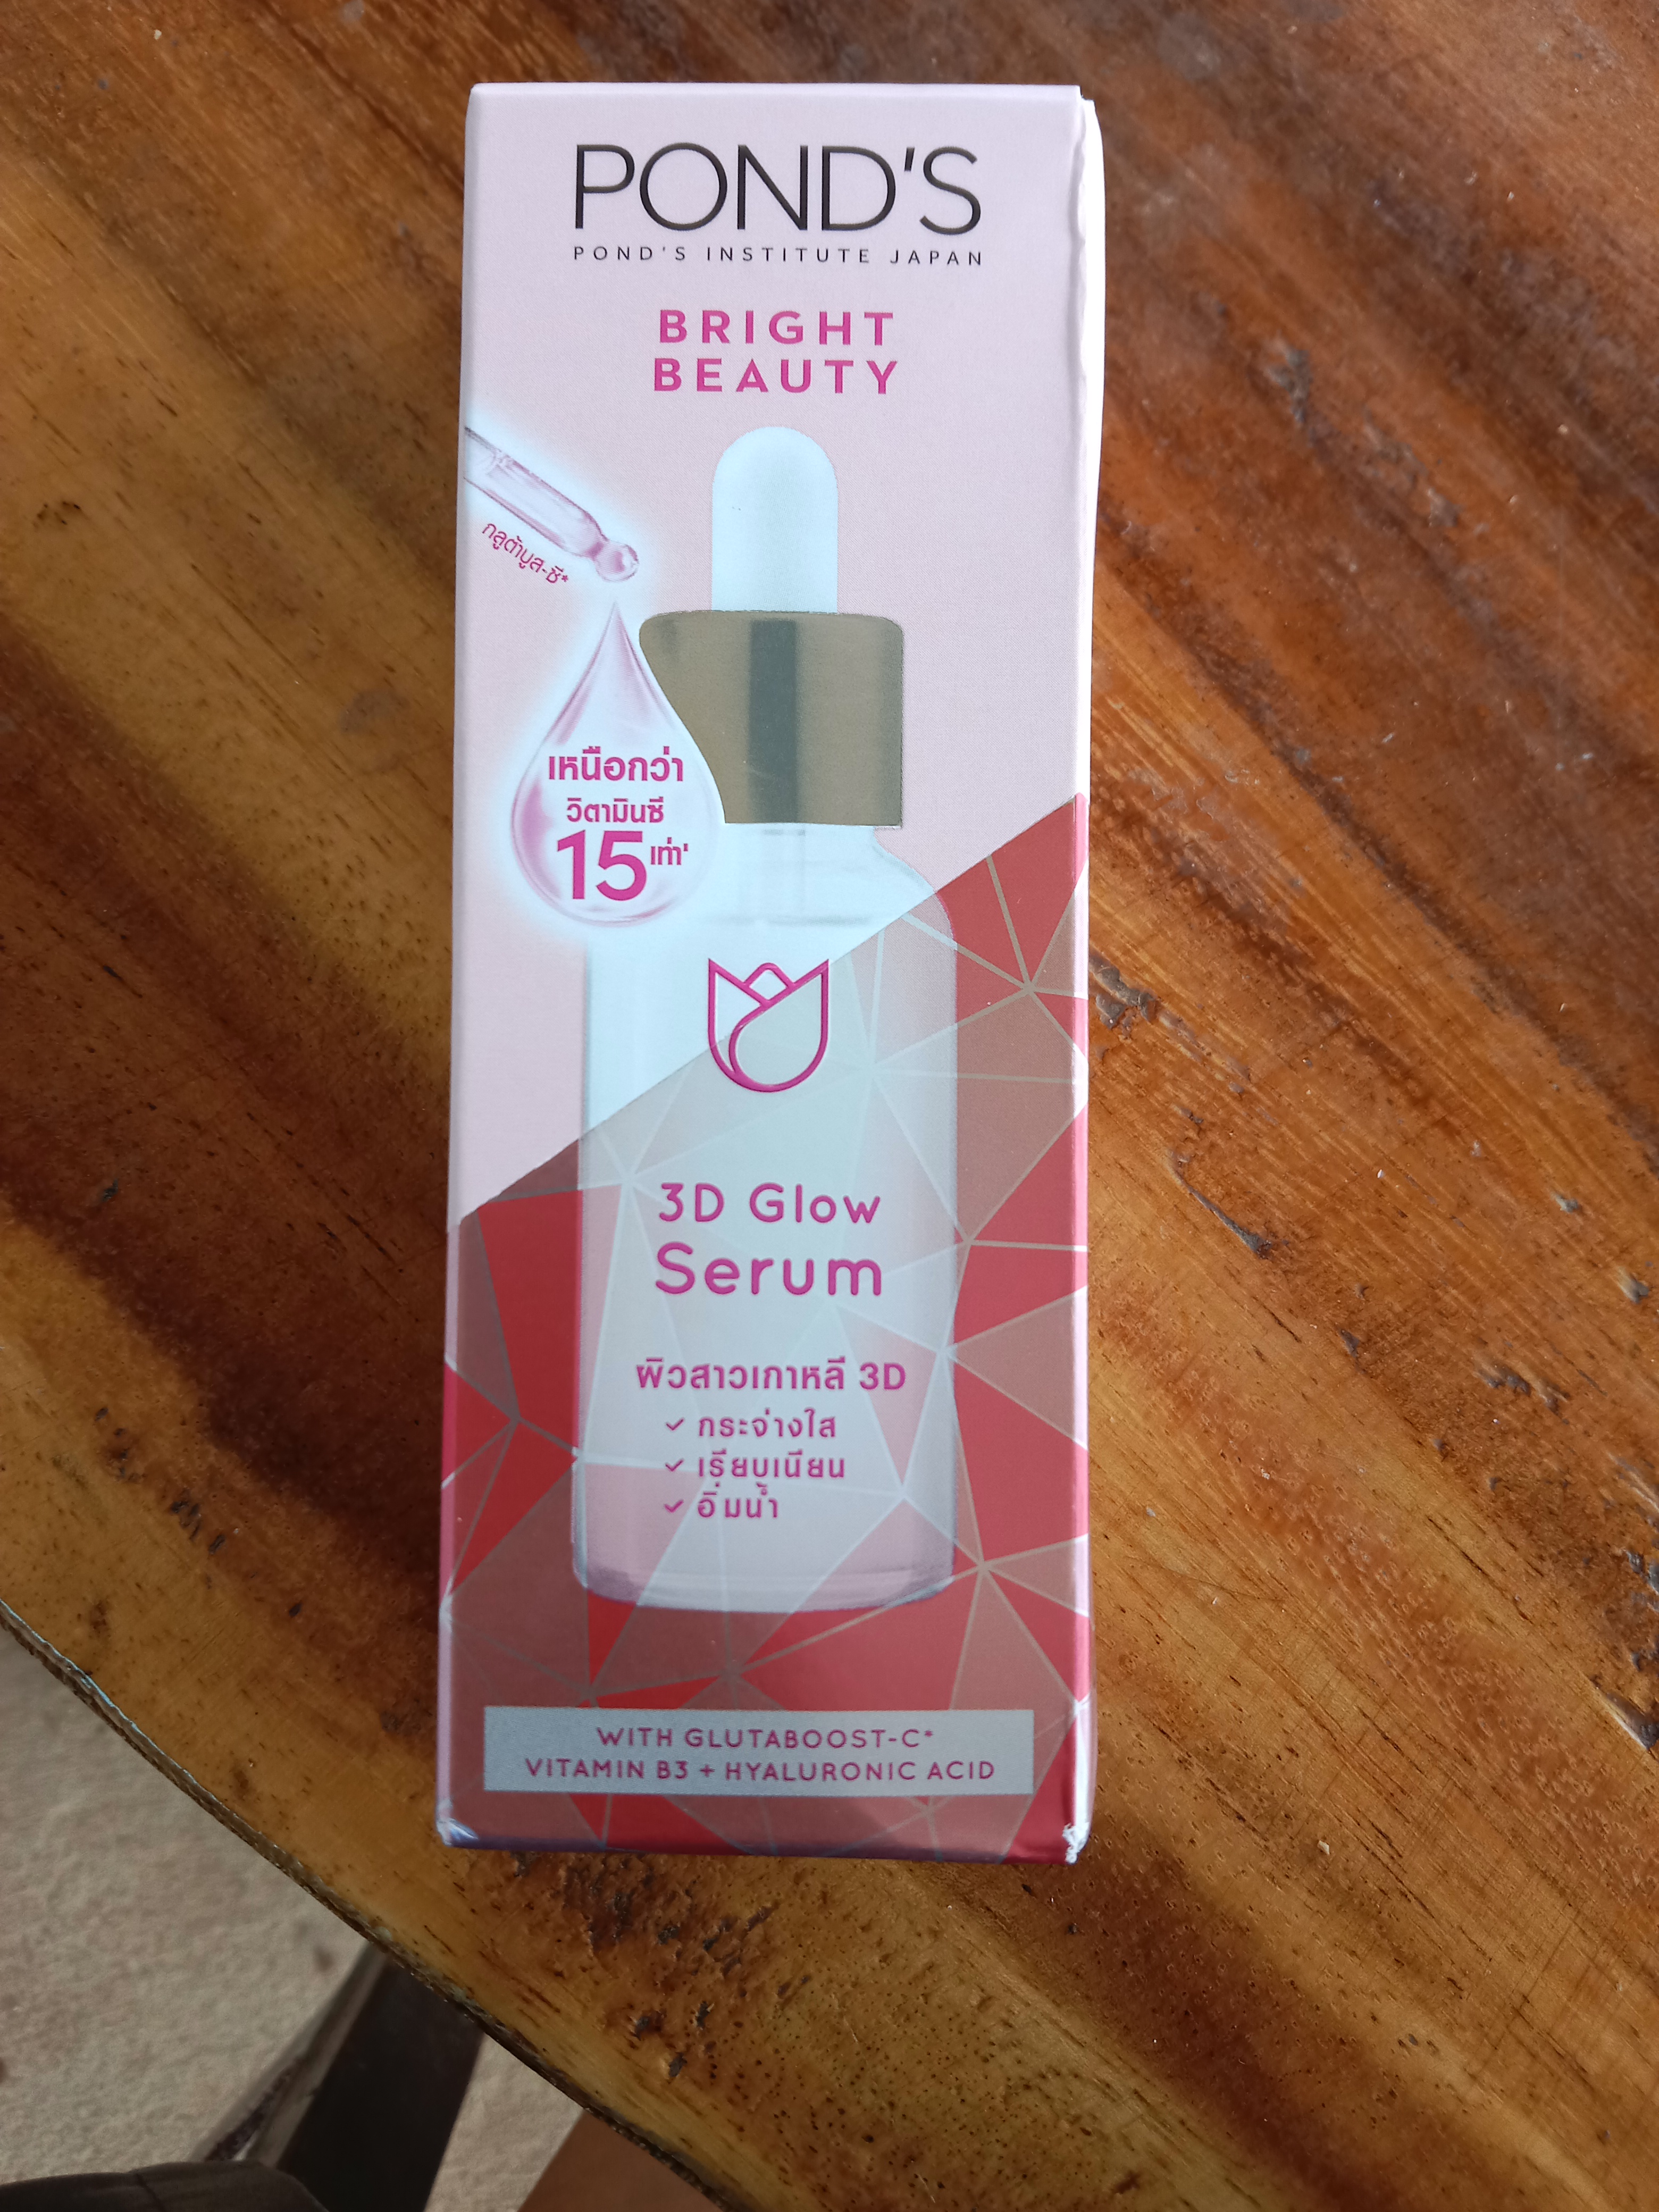 POND'S
POND'S INSTITUTE JAPAN
BRIGHT
BEAUTY
กลูต้าบูส-ซี*
เหนือกว่า
วิตามินซี
15 เท่า¹
3D Glow
Serum
ผิวสาวเกาหลี 3D
✓ กระจ่างใส
✓ เรียบเนียน
✓ อิ่มน้ำ
WITH GLUTABOOST-C*
VITAMIN B3 + HYALURONIC ACID